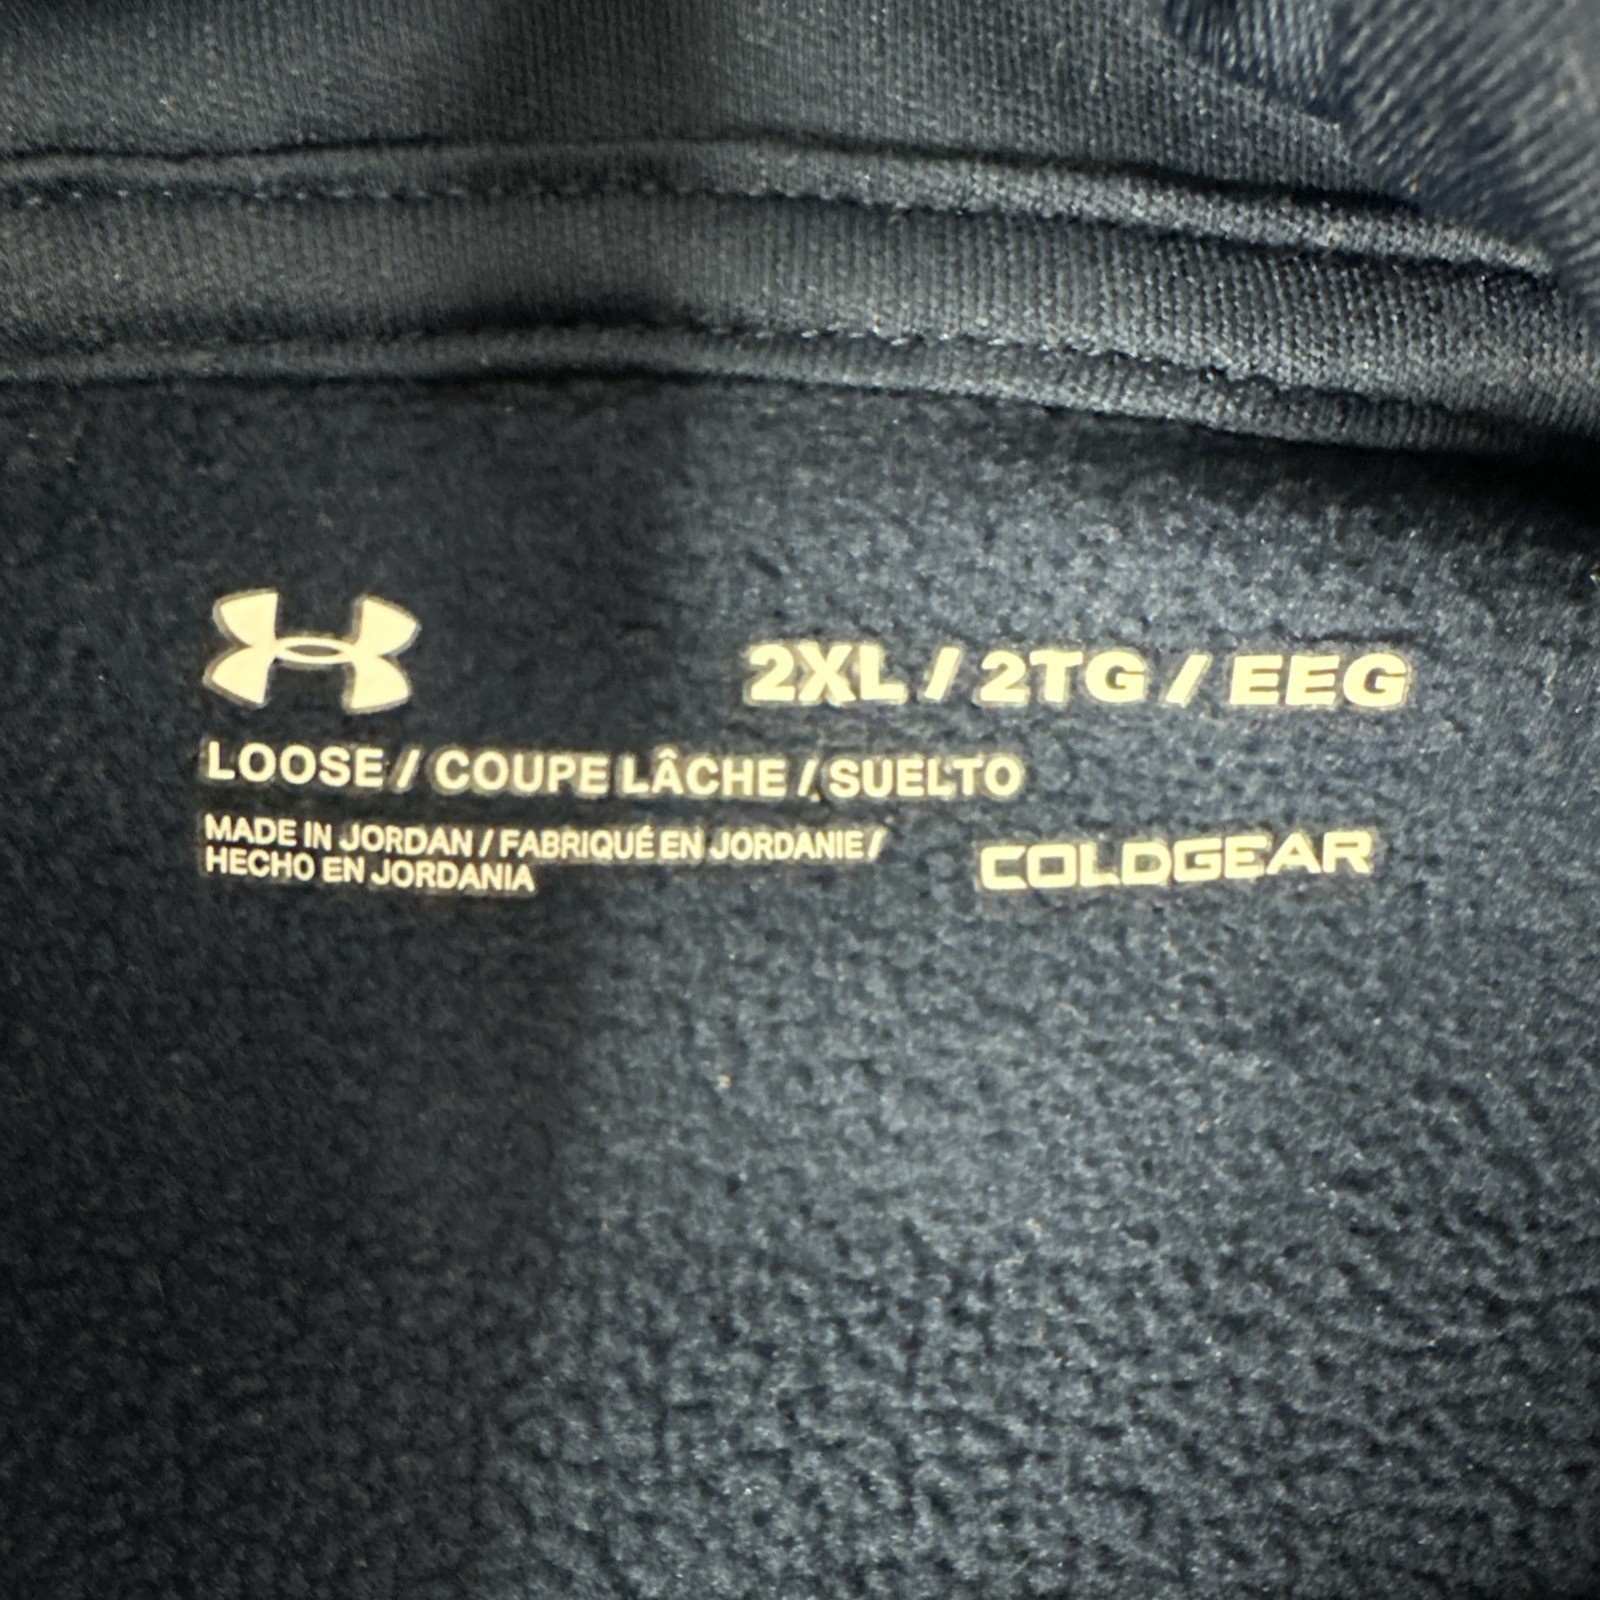 2XL / 2TG / EEG
LOOSE / COUPE LÂCHE / SUELTO
MADE IN JORDAN / FABRIQUÉ EN JORDANIE /
HECHO EN JORDANIA
COLDGEAR